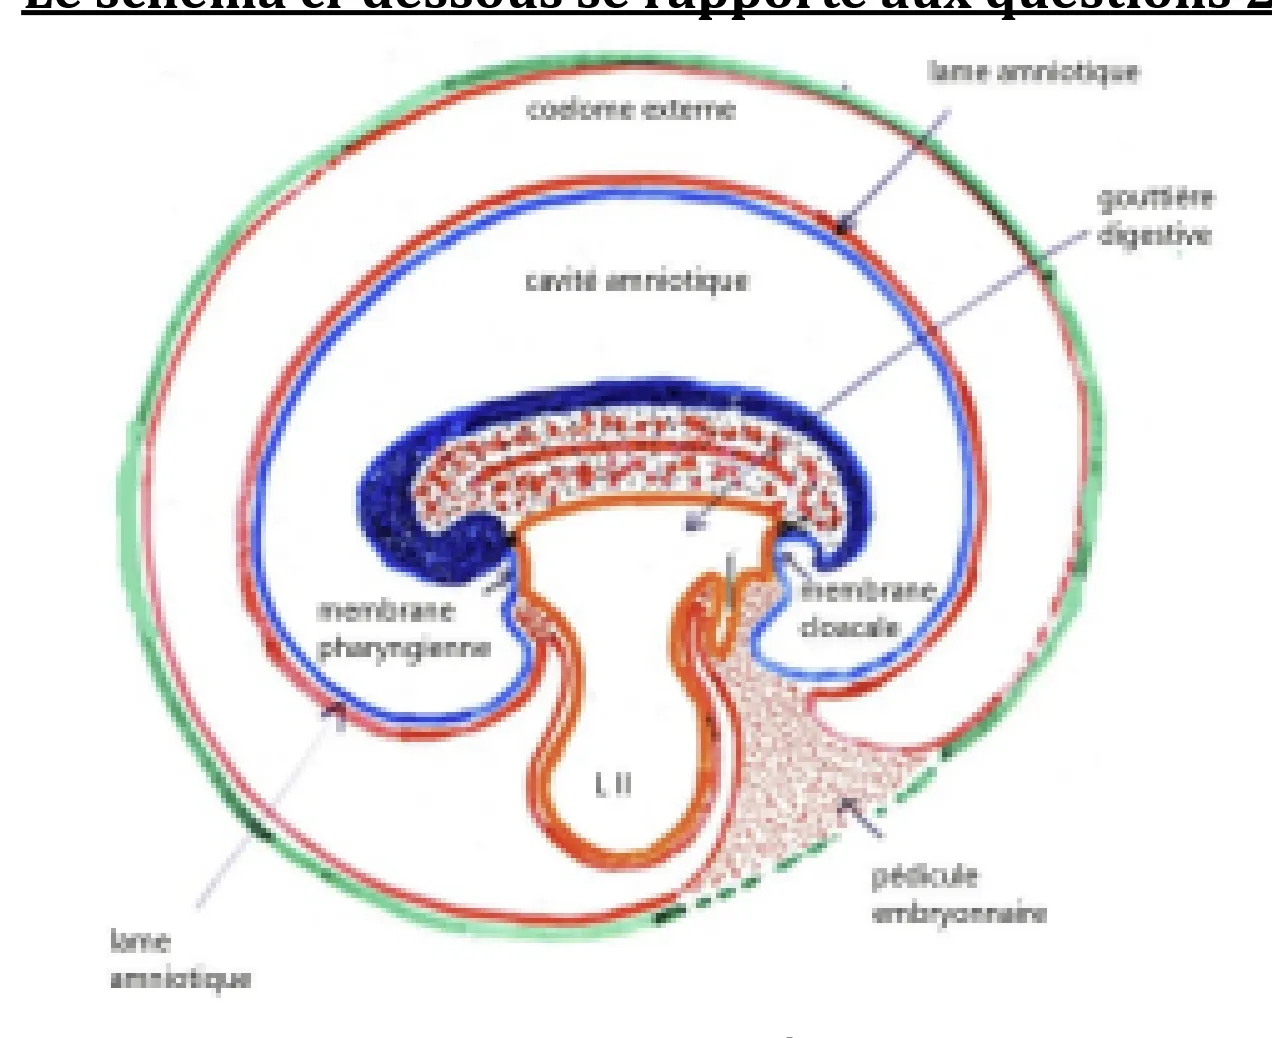 Le schéma ci-dessous se rapporte aux questions 2
lame amniotique
coelome externe
gouttière
digestive
cavité amniotique
membrane
pharyngienne
membrane
cloacale
L II
pédicule
embryonnaire
lame
amniotique